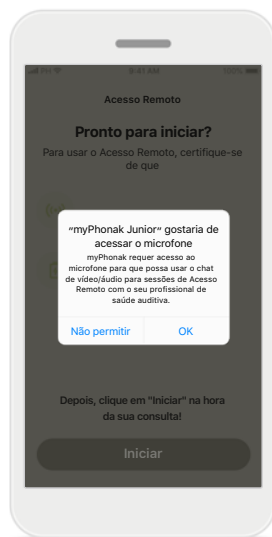 9:41 AM
100%
Acesso Remoto
Pronto para iniciar?
Para usar o Acesso Remoto, certifique-se
de que
"myPhonak Junior" gostaria de
acessar o microfone
myPhonak requer acesso ao
microfone para que possa usar o chat
de vídeo/áudio para sessões de Acesso
Remoto com o seu profissional de
saúde auditiva.
Não permitir
OK
Depois, clique em "Iniciar" na hora
da sua consulta!
Iniciar